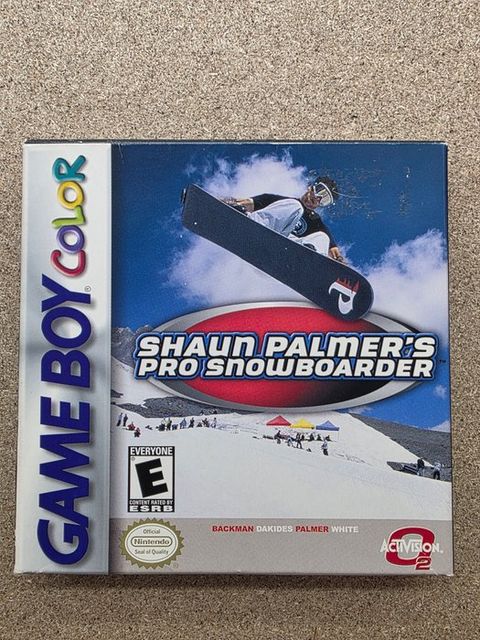 GAME BOY COLOR
SHAUN PALMER'S
PRO SNOWBOARDER
EVERYONE
E
CONTENT RATED BY
ESRB
Official
Nintendo
Seal of Quality
BACKMAN DAKIDES PALMER WHITE
ACTIVISION.
O2